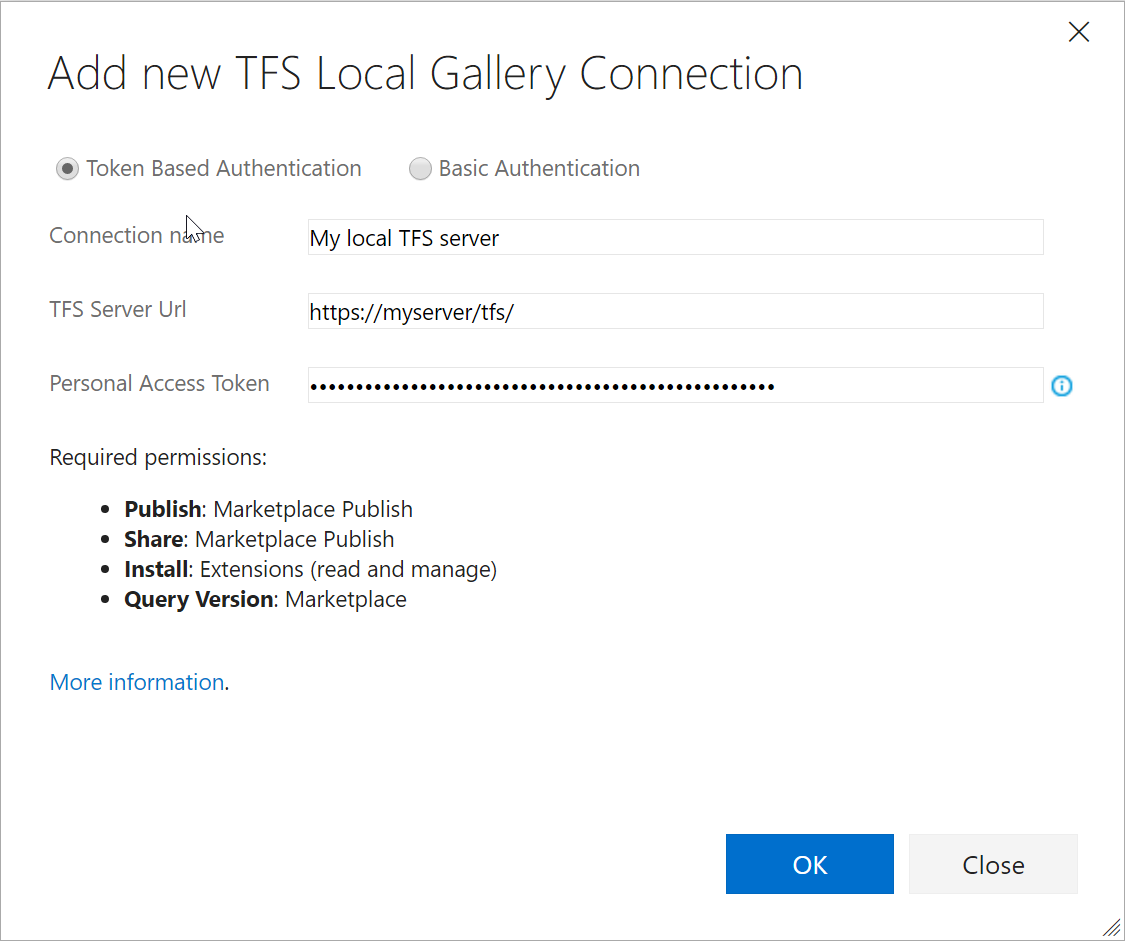 Add new TFS Local Gallery Connection
Token Based Authentication Basic Authentication
Connection name My local TFS server
TFS Server Url https://myserver/tfs/
Personal Access Token •••••••••••••••••••••••••••••••••••••••••••••••••••
Required permissions:
• Publish: Marketplace Publish
• Share: Marketplace Publish
• Install: Extensions (read and manage)
• Query Version: Marketplace
More information.
OK Close